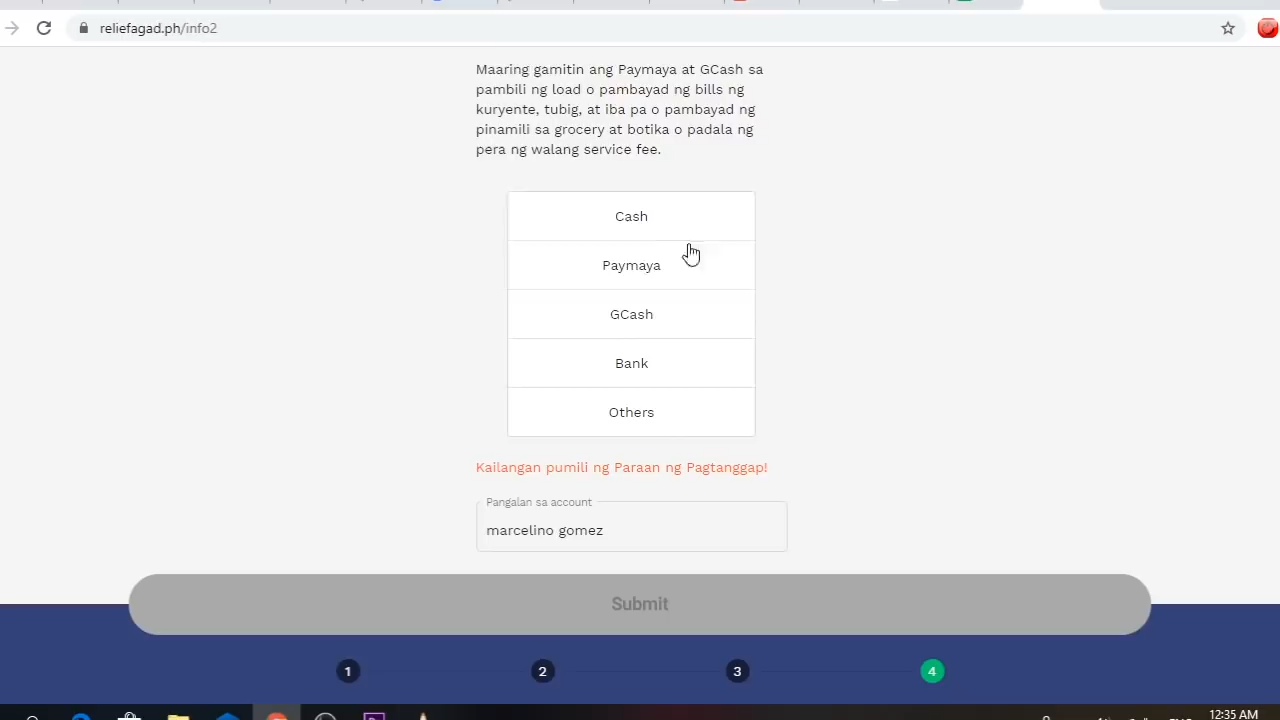 reliefagad.ph/info2
Maaring gamitin ang Paymaya at GCash sa
pambili ng load o pambayad ng bills ng
kuryente, tubig, at iba pa o pambayad ng
pinamili sa grocery at botika o padala ng
pera ng walang service fee.
Cash
Paymaya
GCash
Bank
Others
Kailangan pumili ng Paraan ng Pagtanggap!
Pangalan sa account
marcelino gomez
Submit
1 2 3 4
12:35 AM